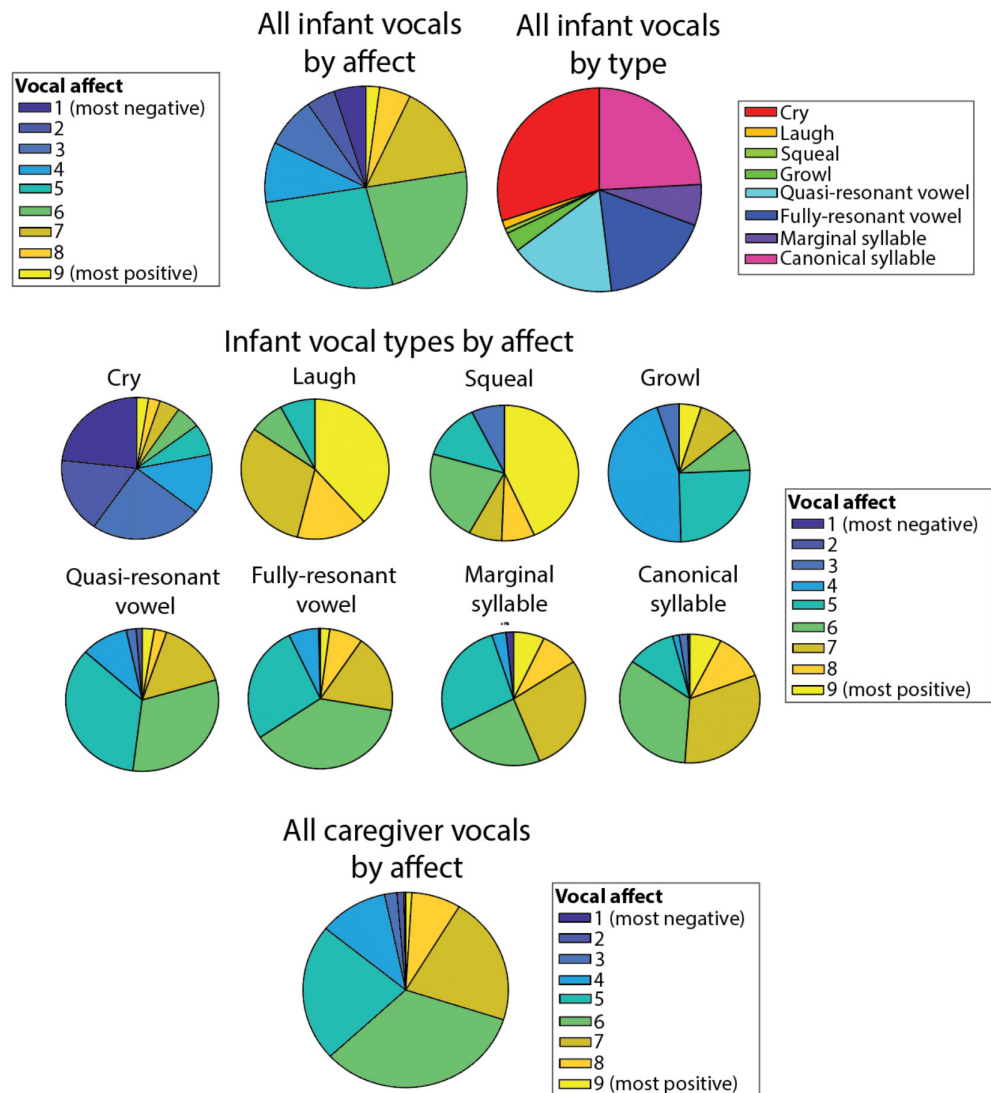 All infant vocals
by affect
All infant vocals
by type
Vocal affect
1 (most negative)
2
3
4
5
6
7
8
9 (most positive)
Cry
Laugh
Squeal
Growl
Quasi-resonant vowel
Fully-resonant vowel
Marginal syllable
Canonical syllable
Infant vocal types by affect
Cry
Laugh
Squeal
Growl
Quasi-resonant
vowel
Fully-resonant
vowel
Marginal
syllable
Canonical
syllable
Vocal affect
1 (most negative)
2
3
4
5
6
7
8
9 (most positive)
All caregiver vocals
by affect
Vocal affect
1 (most negative)
2
3
4
5
6
7
8
9 (most positive)